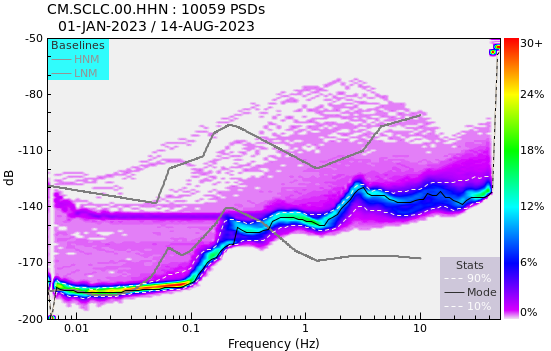 CM.SCLC.00.HHN : 10059 PSDs
01-JAN-2023 / 14-AUG-2023
Baselines
HNM
LNM
-50
-80
-110
-140
-170
-200
dB
0.01
0.1
1
10
Frequency (Hz)
Stats
90%
Mode
10%
30+
24%
18%
12%
6%
0%